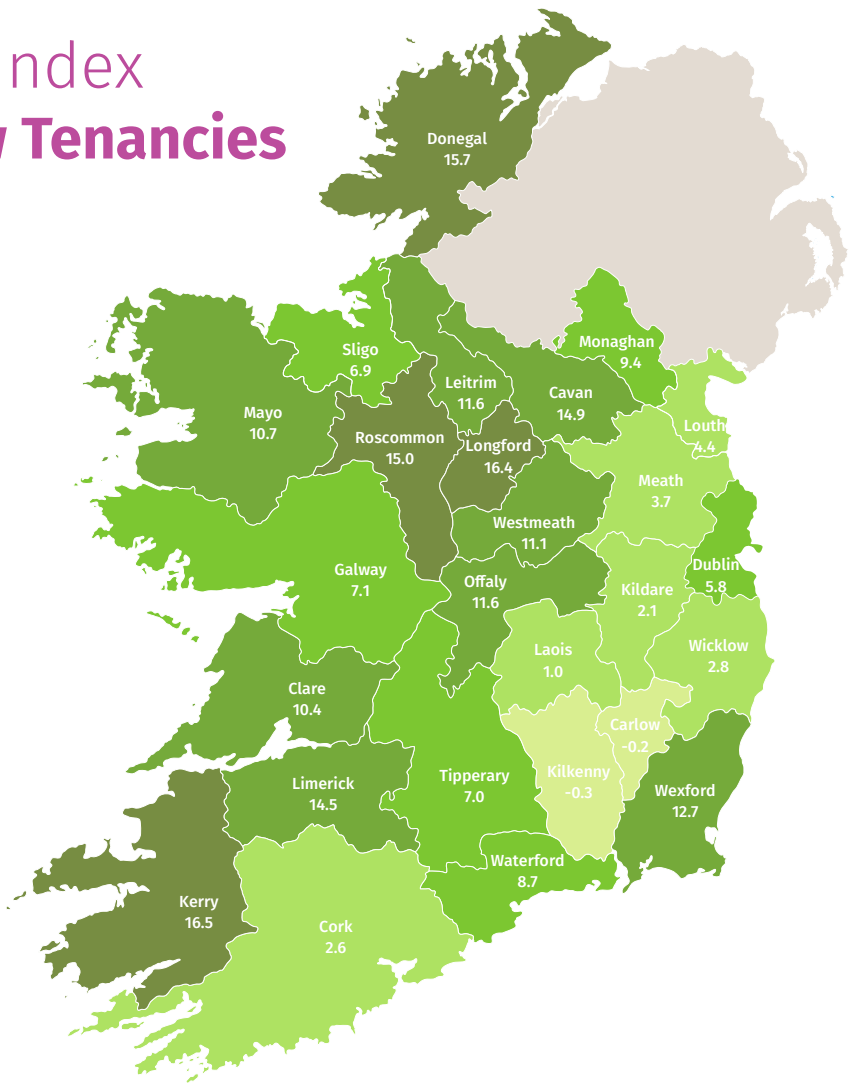 ndex
Tenancies
Donegal
15.7
Monaghan
9.4
Sligo
6.9
Leitrim
11.6
Cavan
14.9
Mayo
10.7
Louth
4.4
Roscommon
15.0
Longford
16.4
Meath
3.7
Westmeath
11.1
Galway
7.1
Dublin
5.8
Offaly
11.6
Kildare
2.1
Laois
1.0
Wicklow
2.8
Clare
10.4
Carlow
-0.2
Limerick
14.5
Tipperary
7.0
Kilkenny
-0.3
Wexford
12.7
Waterford
8.7
Kerry
16.5
Cork
2.6